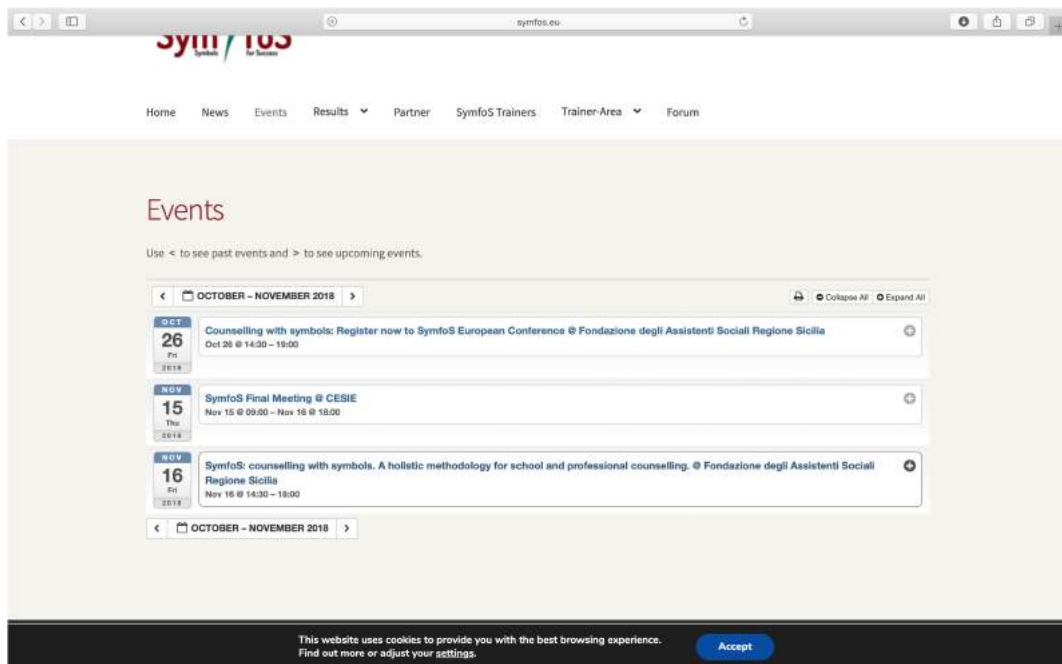 symfos.eu
Sym/foS
Symbols for Success
Home News Events Results Partner SymfoS Trainers Trainer-Area Forum
Events
Use < to see past events and > to see upcoming events.
< OCTOBER – NOVEMBER 2018 > Collapse All Expand All
OCT
26
Fri
2018
Counselling with symbols: Register now to SymfoS European Conference @ Fondazione degli Assistenti Sociali Regione Sicilia
Oct 26 @ 14:30 – 19:00
NOV
15
Thu
2018
SymfoS Final Meeting @ CESIE
Nov 15 @ 09:00 – Nov 16 @ 18:00
NOV
16
Fri
2018
SymfoS: counselling with symbols. A holistic methodology for school and professional counselling. @ Fondazione degli Assistenti Sociali
Regione Sicilia
Nov 16 @ 14:30 – 18:00
< OCTOBER – NOVEMBER 2018 >
This website uses cookies to provide you with the best browsing experience.
Find out more or adjust your settings.
Accept